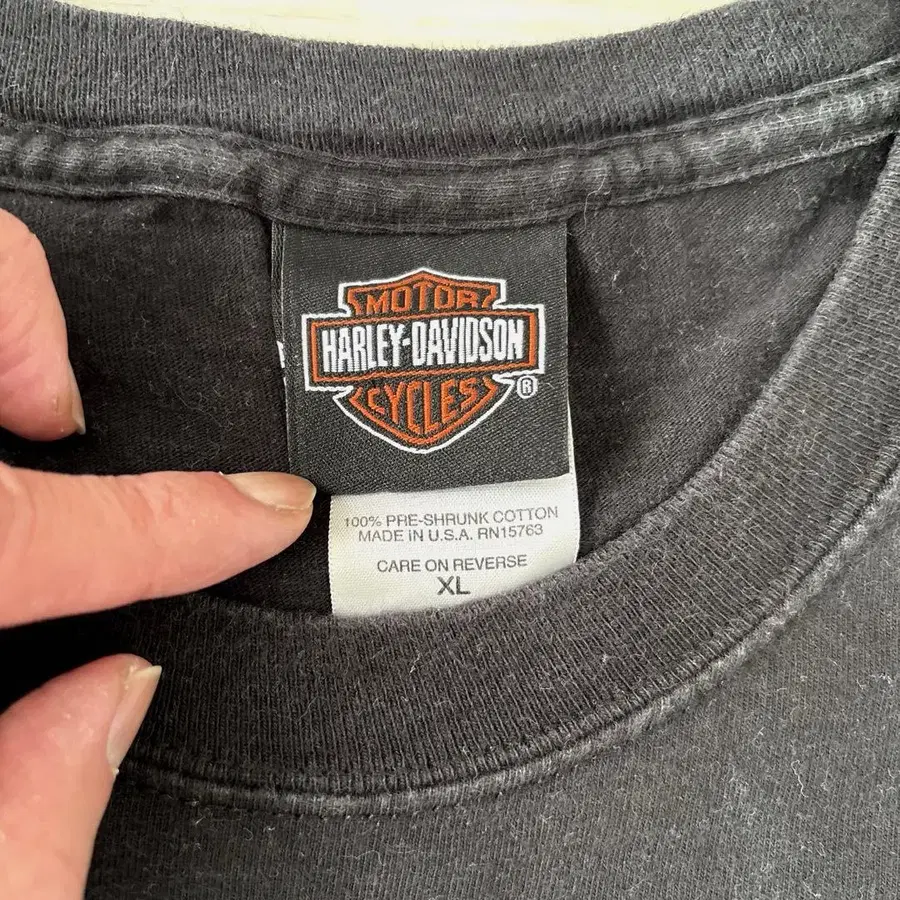 MOTOR
HARLEY-DAVIDSON
CYCLES
®
100% PRE-SHRUNK COTTON
MADE IN U.S.A. RN15763
CARE ON REVERSE
XL